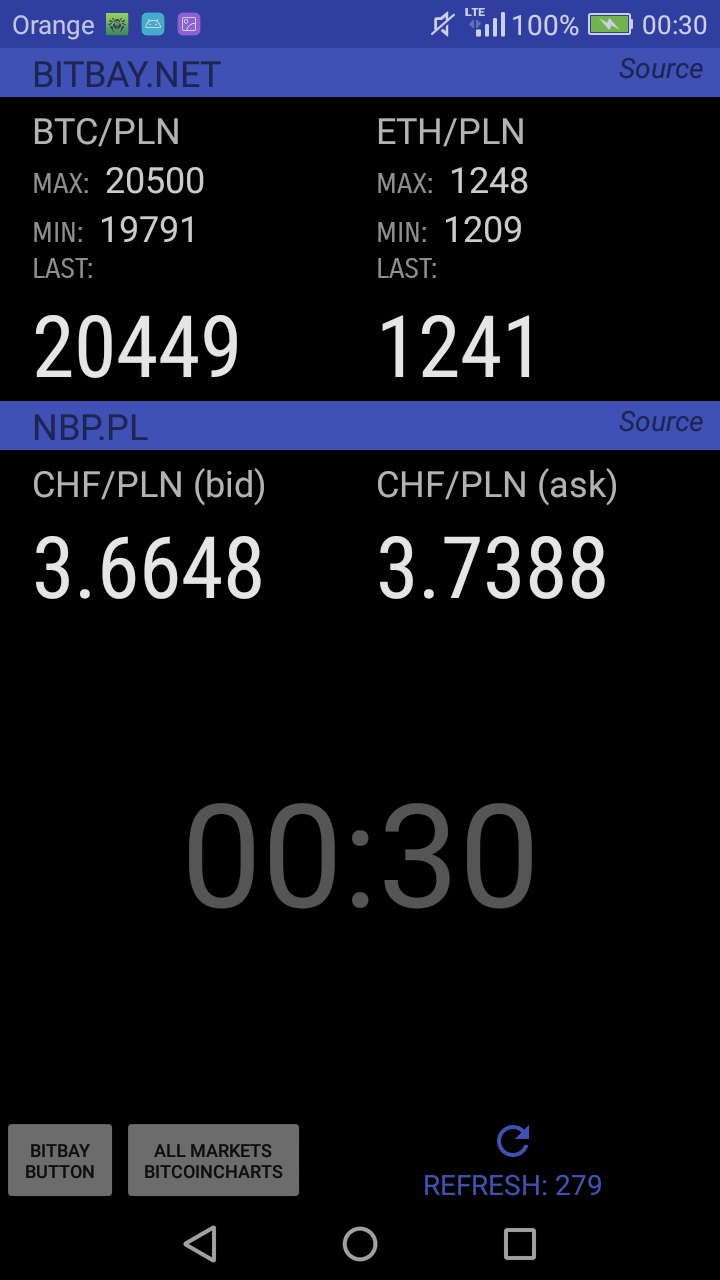 Orange LTE 100% 00:30
BITBAY.NET Source
BTC/PLN ETH/PLN
MAX: 20500 MAX: 1248
MIN: 19791 MIN: 1209
LAST: LAST:
20449 1241
NBP.PL Source
CHF/PLN (bid) CHF/PLN (ask)
3.6648 3.7388
00:30
BITBAY
BUTTON
ALL MARKETS
BITCOINCHARTS
REFRESH: 279